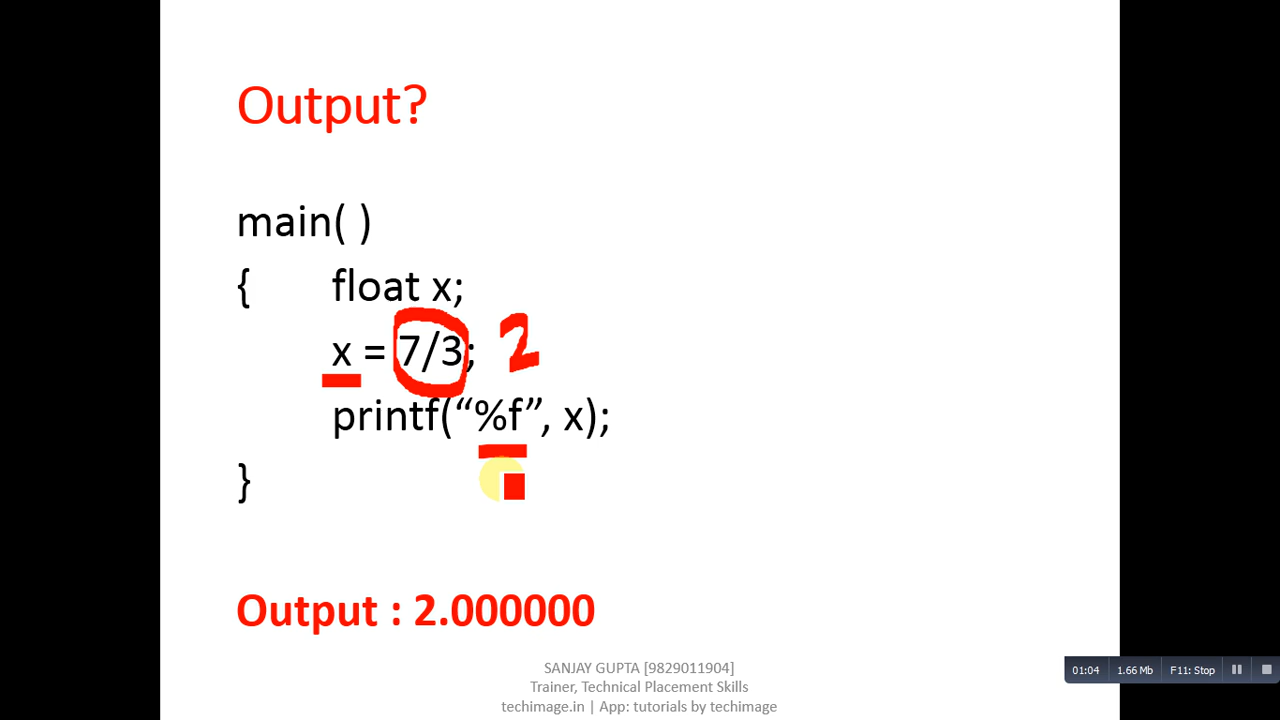 Output?
main( )
{ float x;
x = 7/3; 2
printf(“%f”, x);
}
Output : 2.000000
SANJAY GUPTA [9829011904]
Trainer, Technical Placement Skills
techimage.in | App: tutorials by techimage
01:04 1.66 Mb F11: Stop